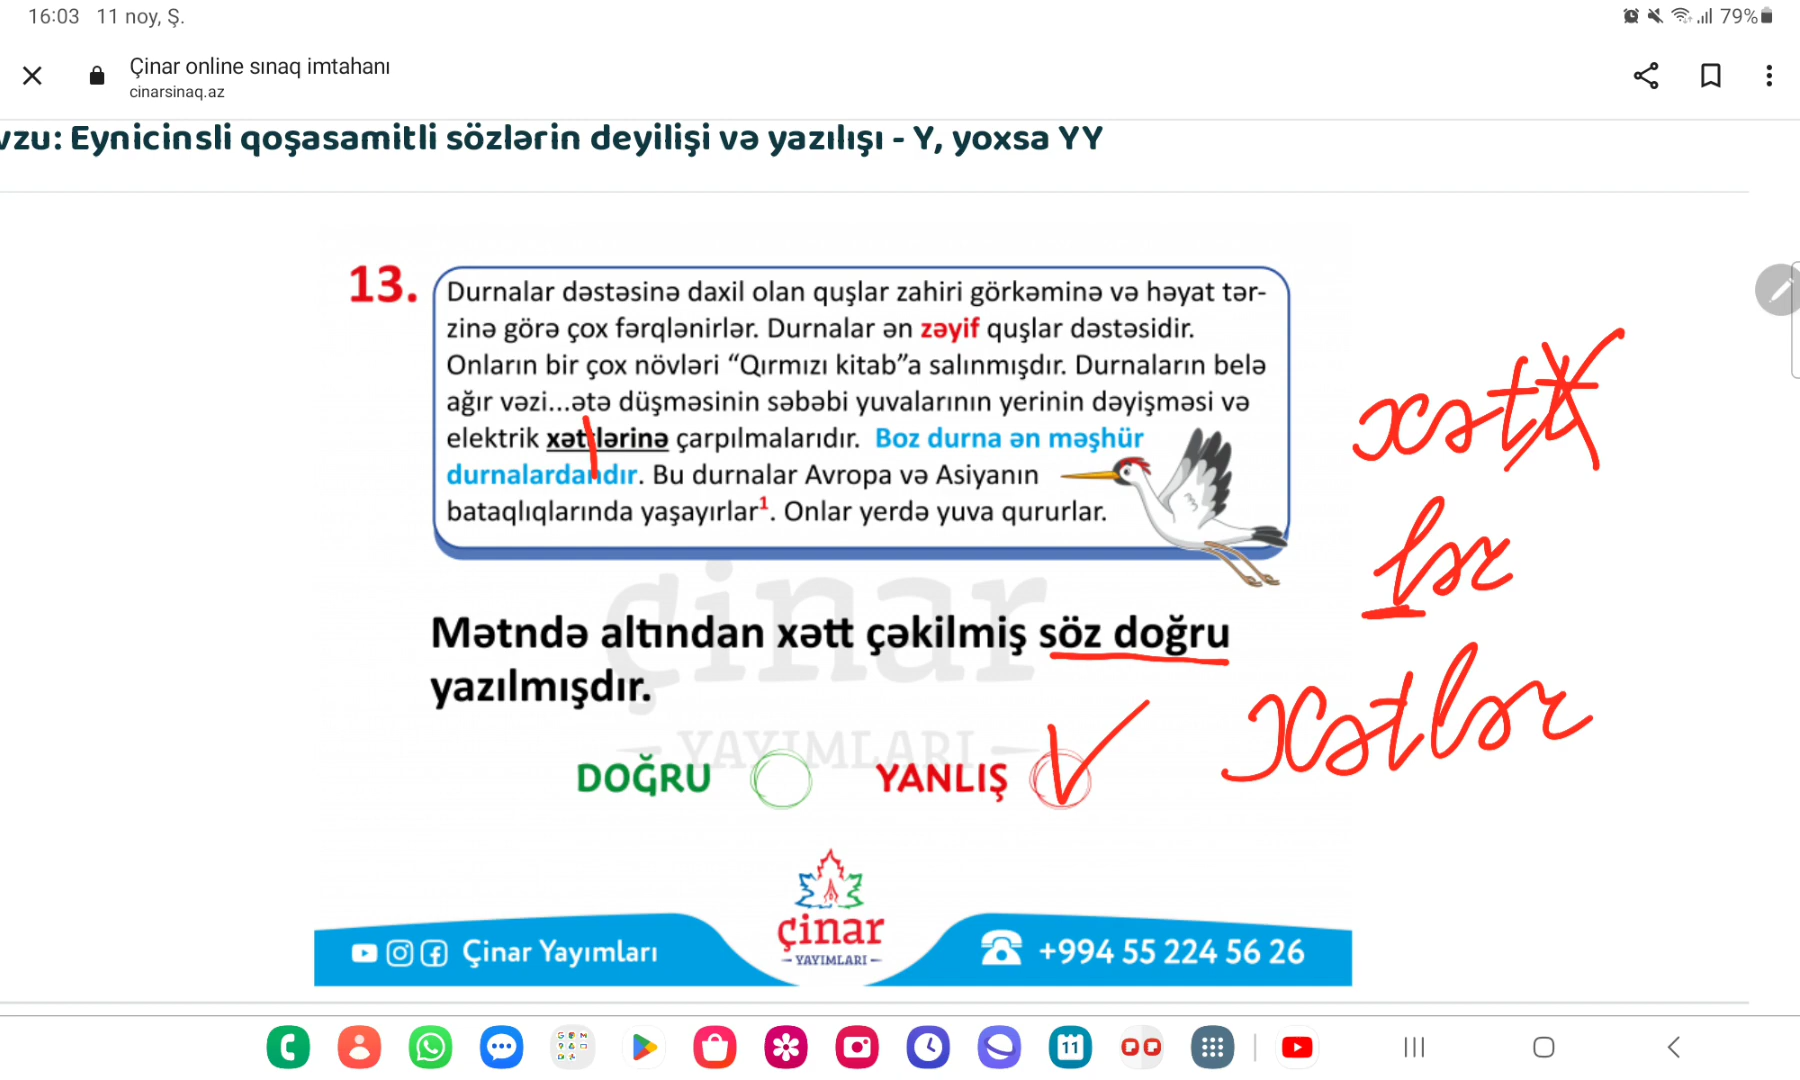 16:03 11 noy, Ş.
79%
Çinar online sınaq imtahanı
cinarsinaq.az
vzu: Eynicinsli qoşasamitli sözlərin deyilişi və yazılışı - Y, yoxsa YY
13.
Durnalar dəstəsinə daxil olan quşlar zahiri görkəminə və həyat tər-
zinə görə çox fərqlənirlər. Durnalar ən zəyif quşlar dəstəsidir.
Onların bir çox növləri “Qırmızı kitab”a salınmışdır. Durnaların belə
ağır vəzi...ətə düşməsinin səbəbi yuvalarının yerinin dəyişməsi və
elektrik xəttlərinə çarpılmalarıdır. Boz durna ən məşhür
durnalardandır. Bu durnalar Avropa və Asiyanın
bataqlıqlarında yaşayırlar¹. Onlar yerdə yuva qururlar.
xətt
lər
xətlər
Mətndə altından xətt çəkilmiş söz doğru
yazılmışdır.
çinar
YAYIMLARI
DOĞRU YANLIŞ
çinar
YAYIMLARI
Çinar Yayımları
+994 55 224 56 26
11